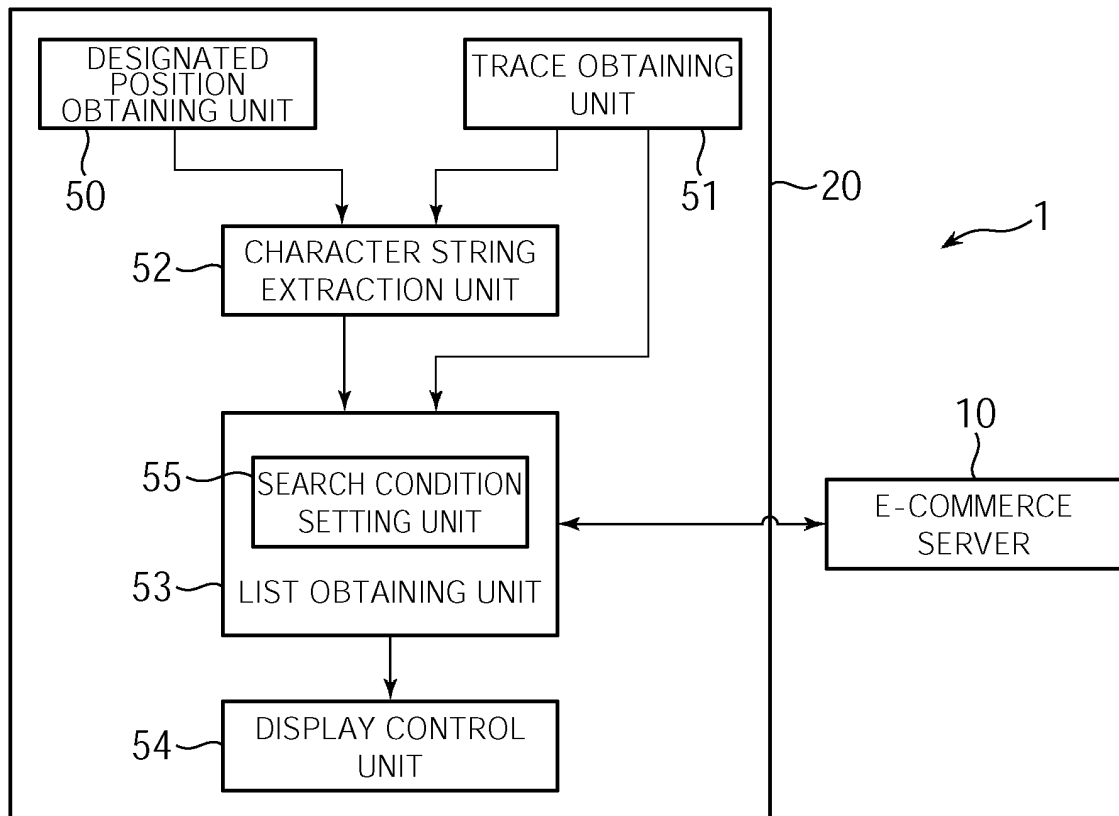 DESIGNATED
POSITION
OBTAINING UNIT
50
TRACE OBTAINING
UNIT
51
20
1
52
CHARACTER STRING
EXTRACTION UNIT
55
SEARCH CONDITION
SETTING UNIT
53
LIST OBTAINING UNIT
10
E-COMMERCE
SERVER
54
DISPLAY CONTROL
UNIT